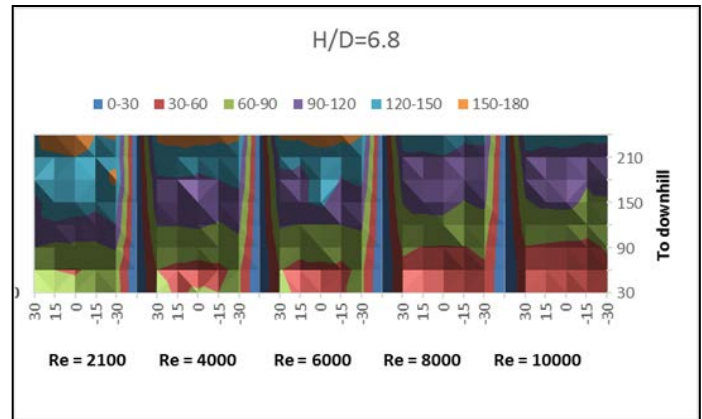 H/D=6.8
0-30 30-60 60-90 90-120 120-150 150-180
210
150
90
30
To downhill
30 15 0 -15 -30 30 15 0 -15 -30 30 15 0 -15 -30 30 15 0 -15 -30 30 15 0 -15 -30
Re = 2100 Re = 4000 Re = 6000 Re = 8000 Re = 10000